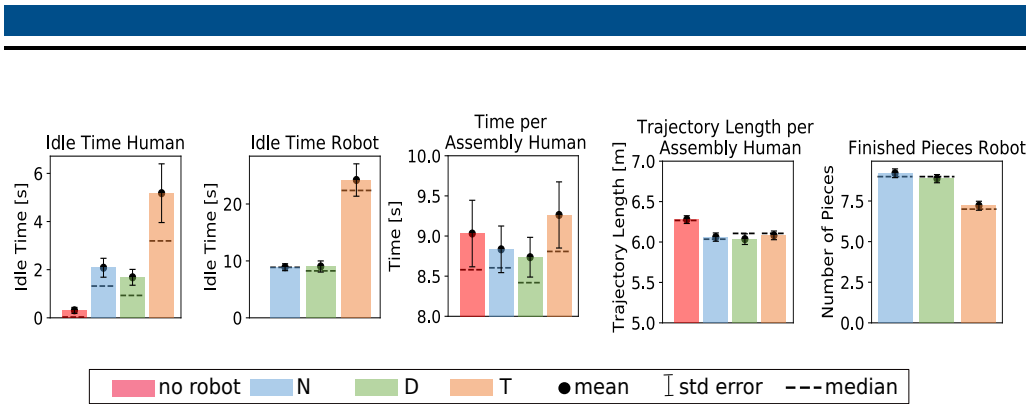 Idle Time Human
Idle Time [s]
6
4
2
0
Idle Time Robot
Idle Time [s]
20
10
0
Time per
Assembly Human
Time [s]
10.0
9.5
9.0
8.5
8.0
Trajectory Length per
Assembly Human
Trajectory Length [m]
7.0
6.5
6.0
5.5
5.0
Finished Pieces Robot
Number of Pieces
7.5
5.0
2.5
0.0
no robot N D T mean std error median